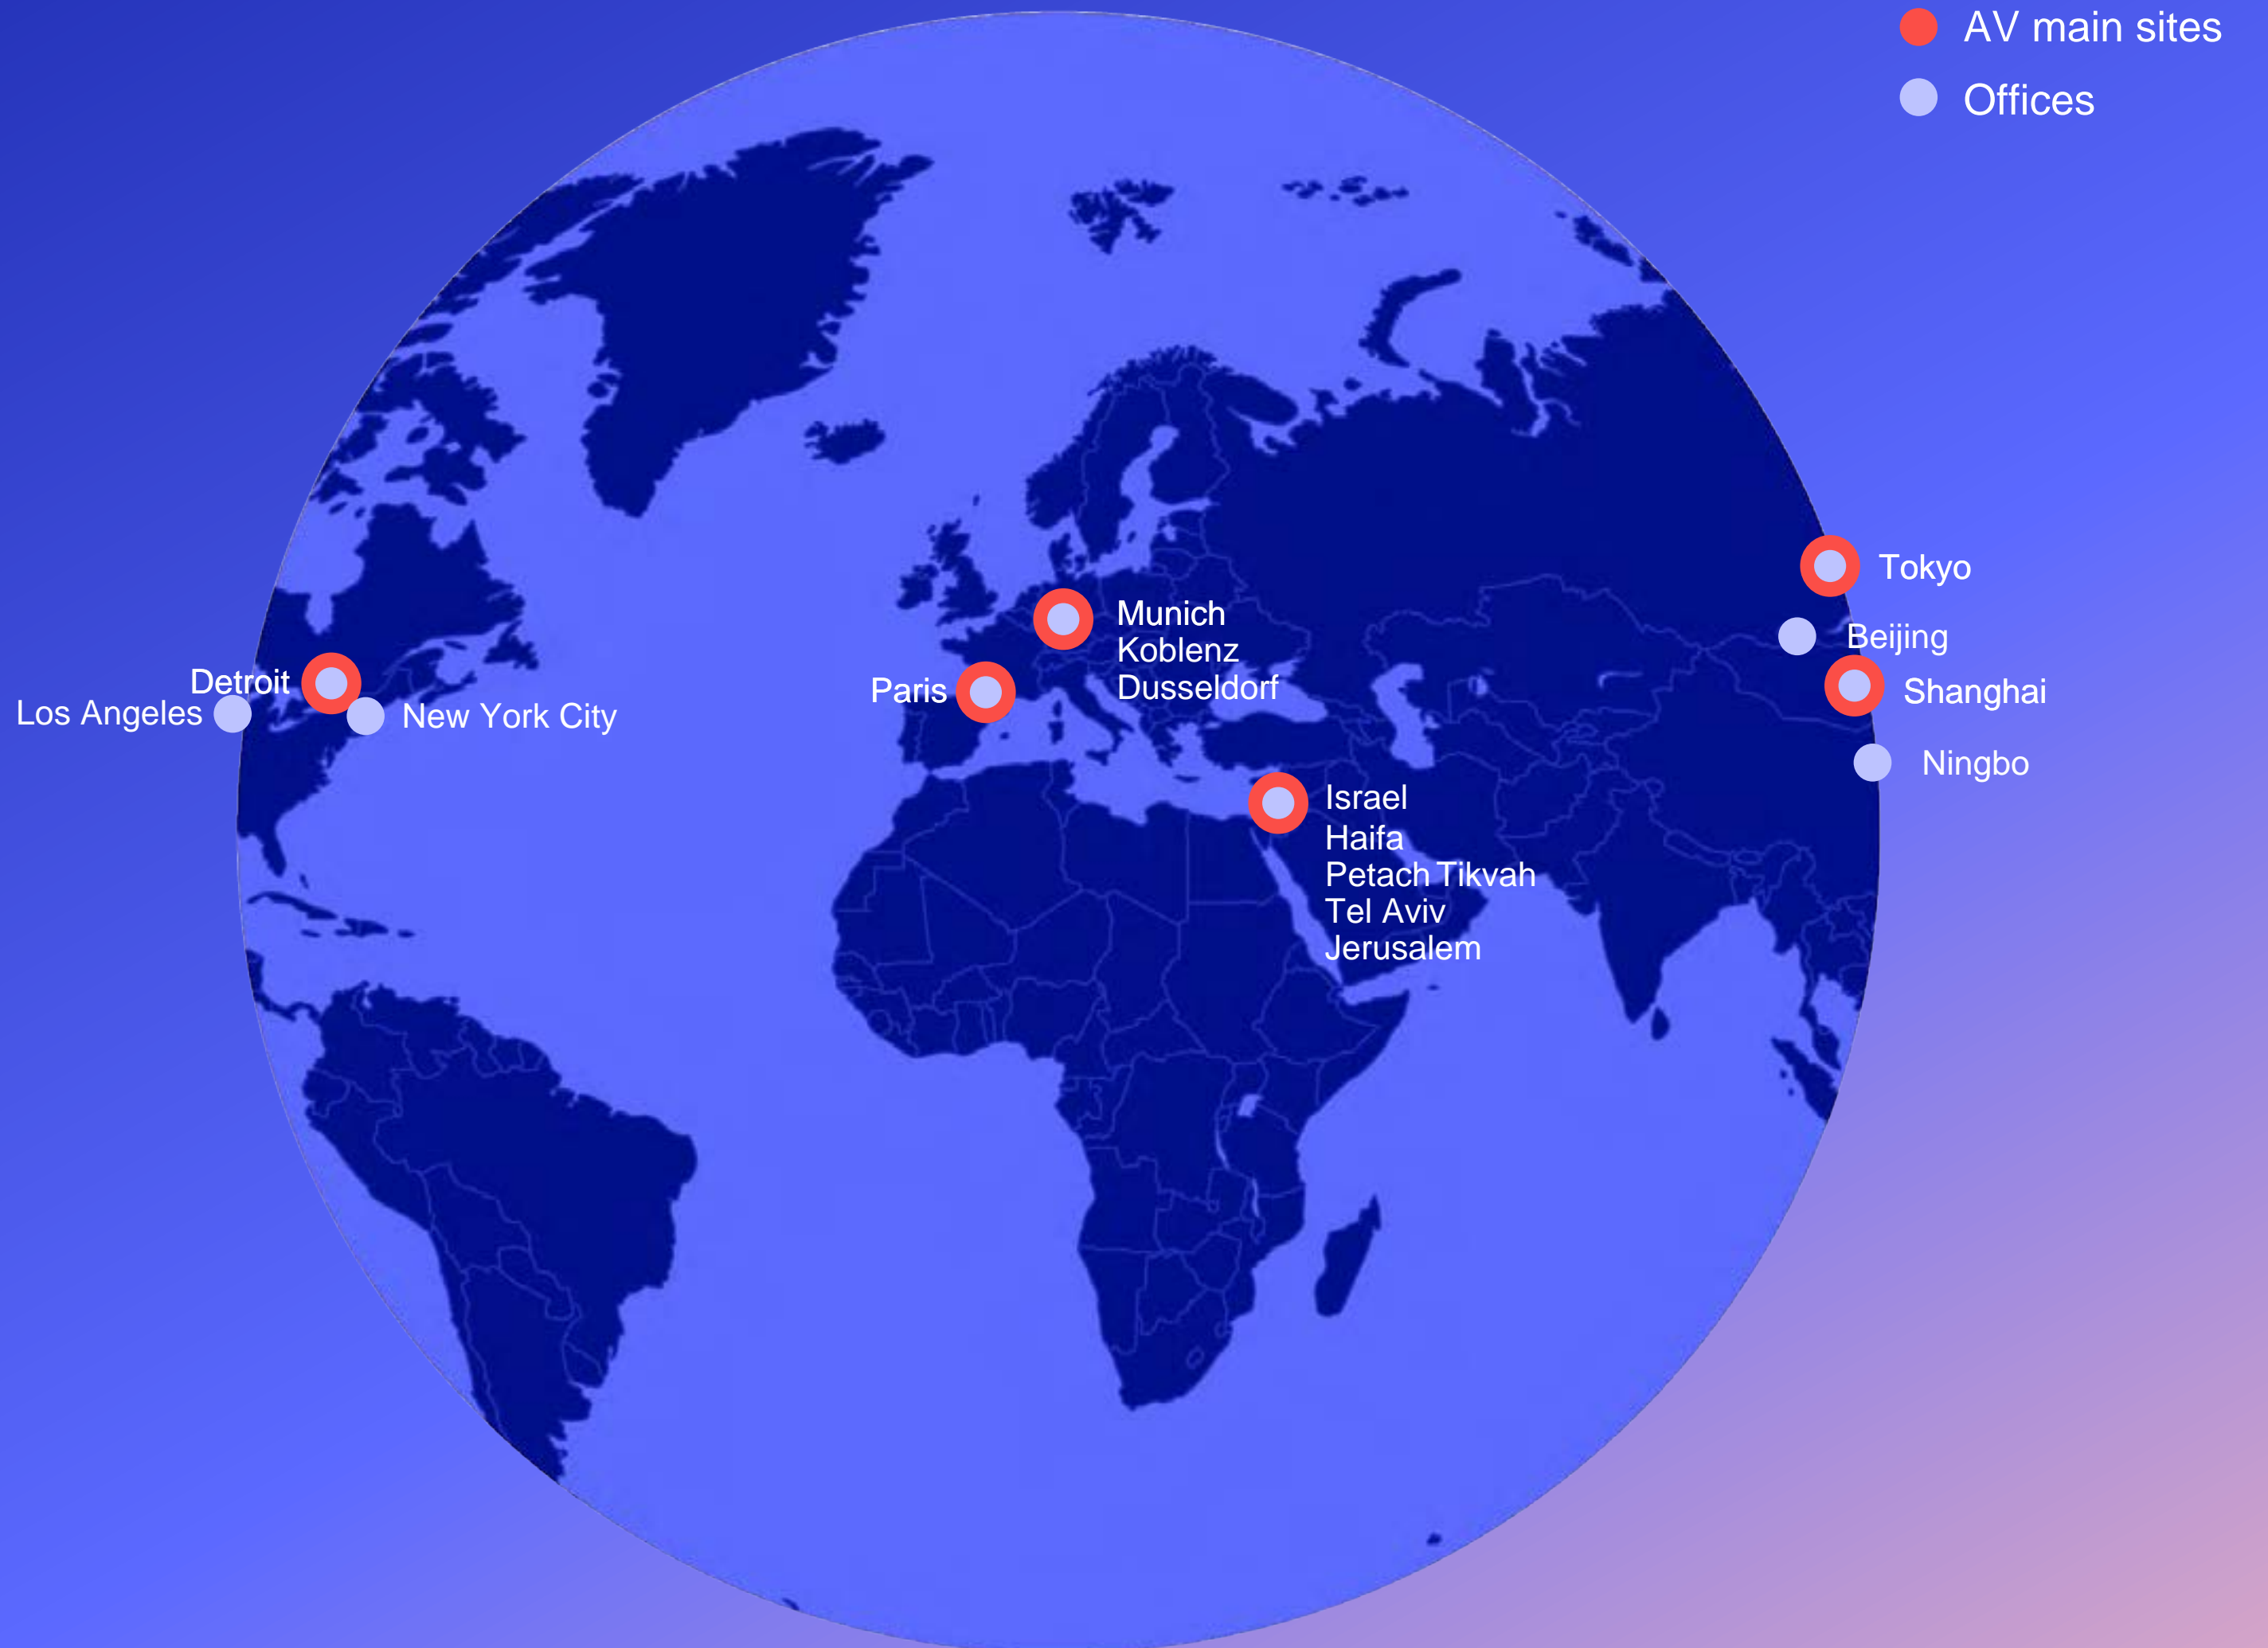 AV main sites
Offices
Tokyo
Munich
Koblenz
Dusseldorf
Beijing
Detroit
Paris
Shanghai
Los Angeles
New York City
Ningbo
Israel
Haifa
Petach Tikvah
Tel Aviv
Jerusalem